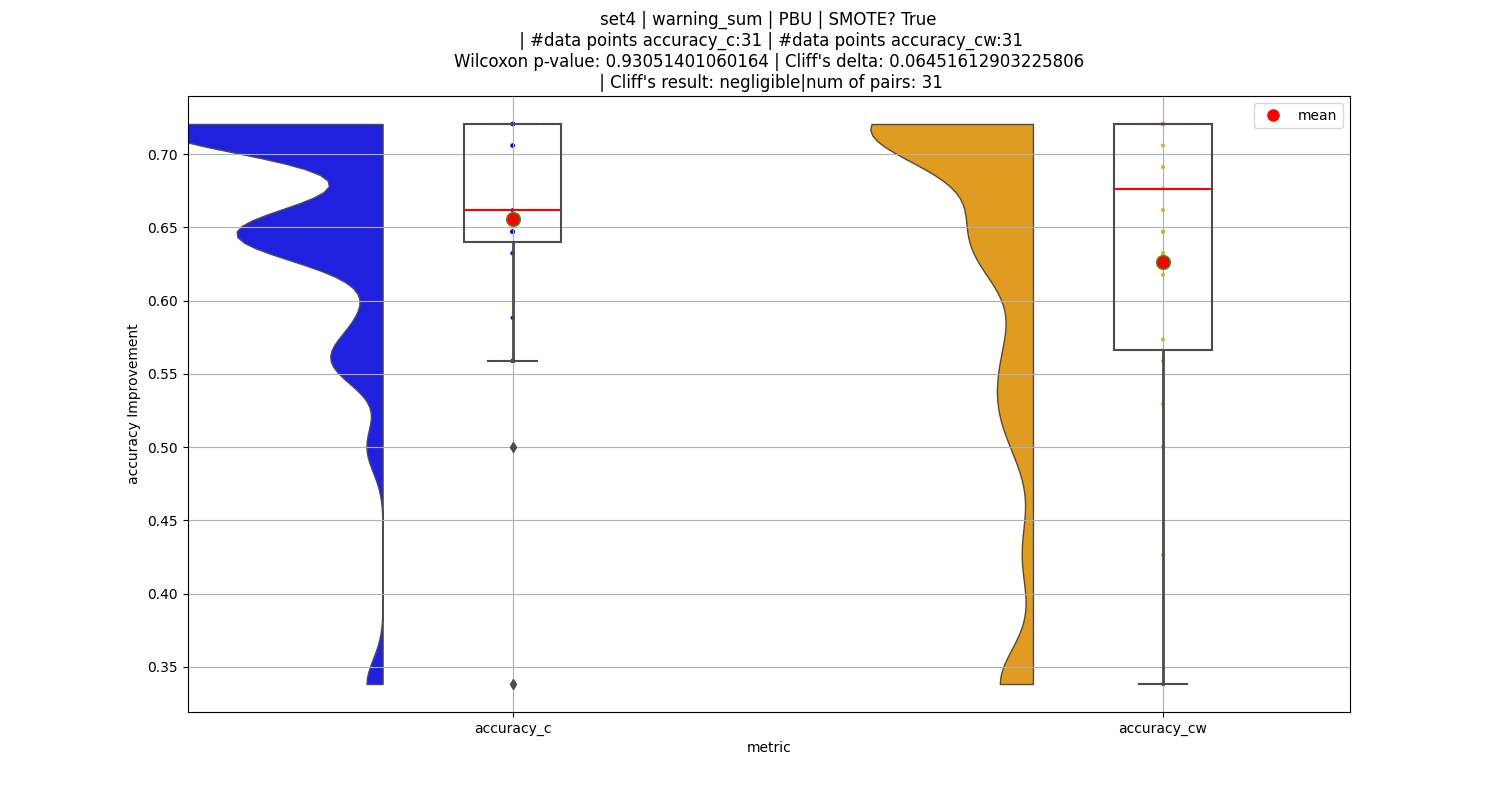 set4 | warning_sum | PBU | SMOTE? True
| #data points accuracy_c:31 | #data points accuracy_cw:31
Wilcoxon p-value: 0.93051401060164 | Cliff's delta: 0.06451612903225806
| Cliff's result: negligible|num of pairs: 31
mean
0.70
0.65
0.60
0.55
0.50
0.45
0.40
0.35
accuracy Improvement
accuracy_c
accuracy_cw
metric